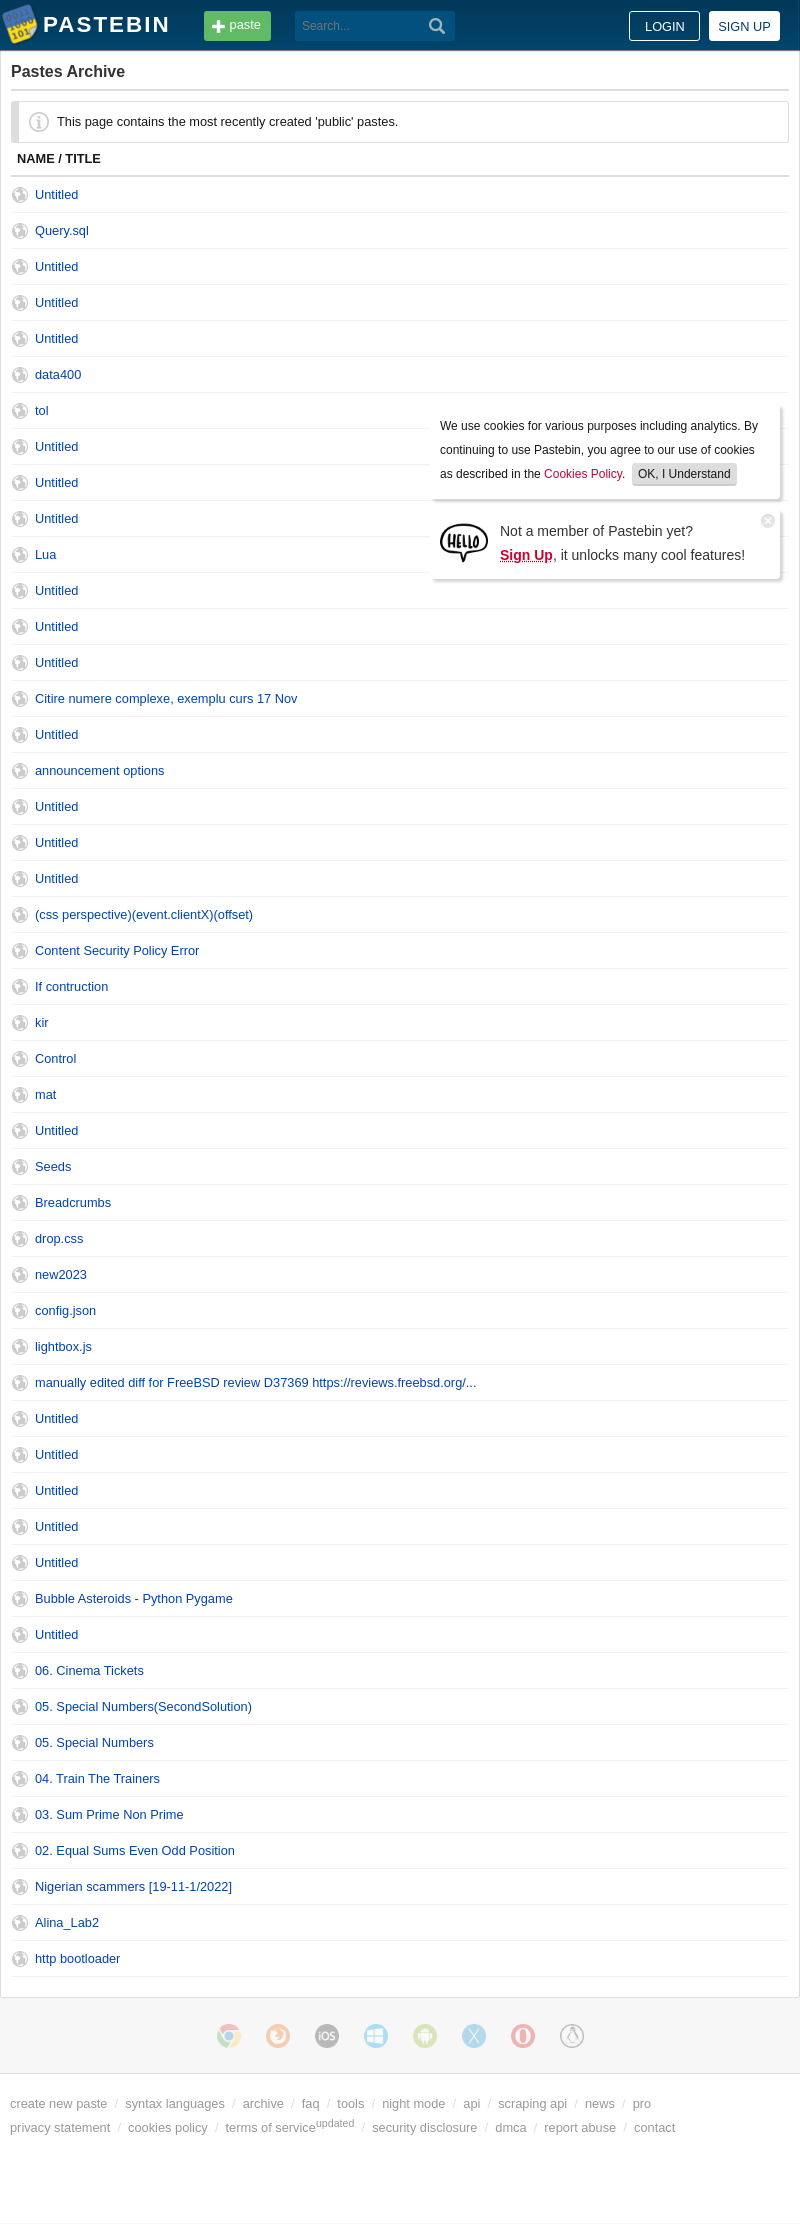 PASTEBIN paste Search... LOGIN SIGN UP
Pastes Archive
This page contains the most recently created 'public' pastes.
NAME / TITLE
Untitled
Query.sql
Untitled
Untitled
Untitled
data400
tol
We use cookies for various purposes including analytics. By
continuing to use Pastebin, you agree to our use of cookies
as described in the Cookies Policy. OK, I Understand
Untitled
Untitled
Untitled
HELLO
Not a member of Pastebin yet?
Sign Up, it unlocks many cool features!
Lua
Untitled
Untitled
Untitled
Citire numere complexe, exemplu curs 17 Nov
Untitled
announcement options
Untitled
Untitled
Untitled
(css perspective)(event.clientX)(offset)
Content Security Policy Error
If contruction
kir
Control
mat
Untitled
Seeds
Breadcrumbs
drop.css
new2023
config.json
lightbox.js
manually edited diff for FreeBSD review D37369 https://reviews.freebsd.org/...
Untitled
Untitled
Untitled
Untitled
Untitled
Bubble Asteroids - Python Pygame
Untitled
06. Cinema Tickets
05. Special Numbers(SecondSolution)
05. Special Numbers
04. Train The Trainers
03. Sum Prime Non Prime
02. Equal Sums Even Odd Position
Nigerian scammers [19-11-1/2022]
Alina_Lab2
http bootloader
iOS
create new paste / syntax languages / archive / faq / tools / night mode / api / scraping api / news / pro
privacy statement / cookies policy / terms of service updated / security disclosure / dmca / report abuse / contact